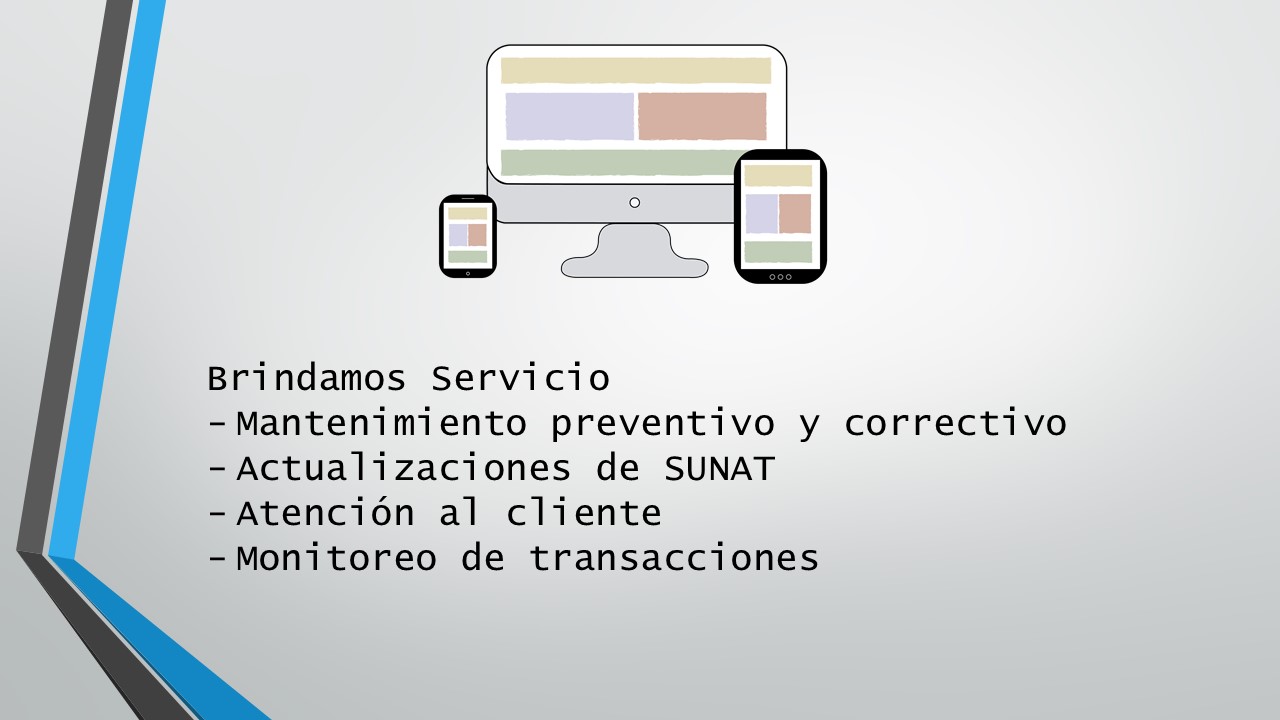 Brindamos Servicio
- Mantenimiento preventivo y correctivo
- Actualizaciones de SUNAT
- Atención al cliente
- Monitoreo de transacciones